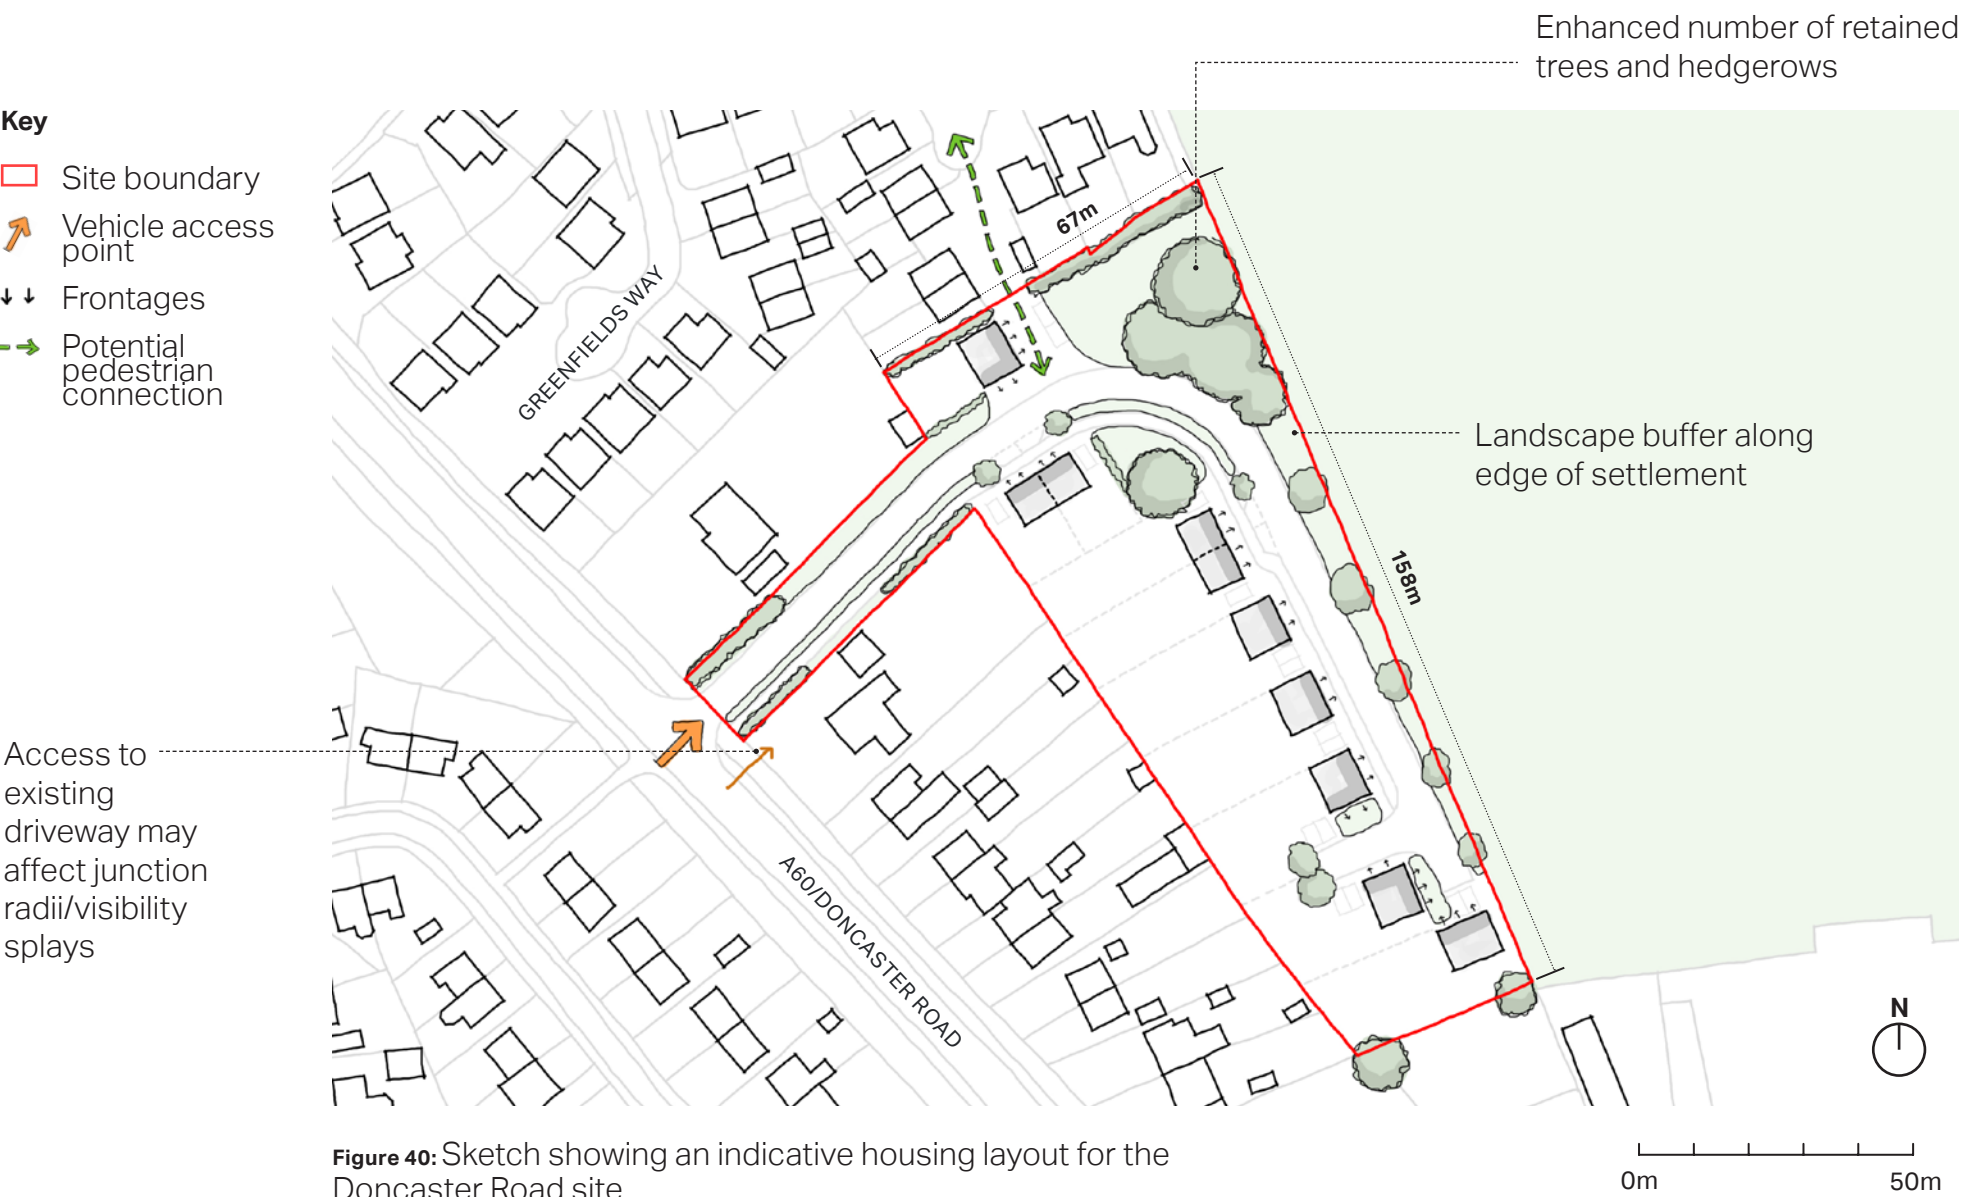 Enhanced number of retained
trees and hedgerows
Key
Site boundary
Vehicle access
point
Frontages
Potential
pedestrian
connection
67m
GREENFIELDS WAY
Landscape buffer along
edge of settlement
158m
Access to
existing
driveway may
affect junction
radii/visibility
splays
A60/DONCASTER ROAD
N
Figure 40: Sketch showing an indicative housing layout for the
Doncaster Road site
0m
50m